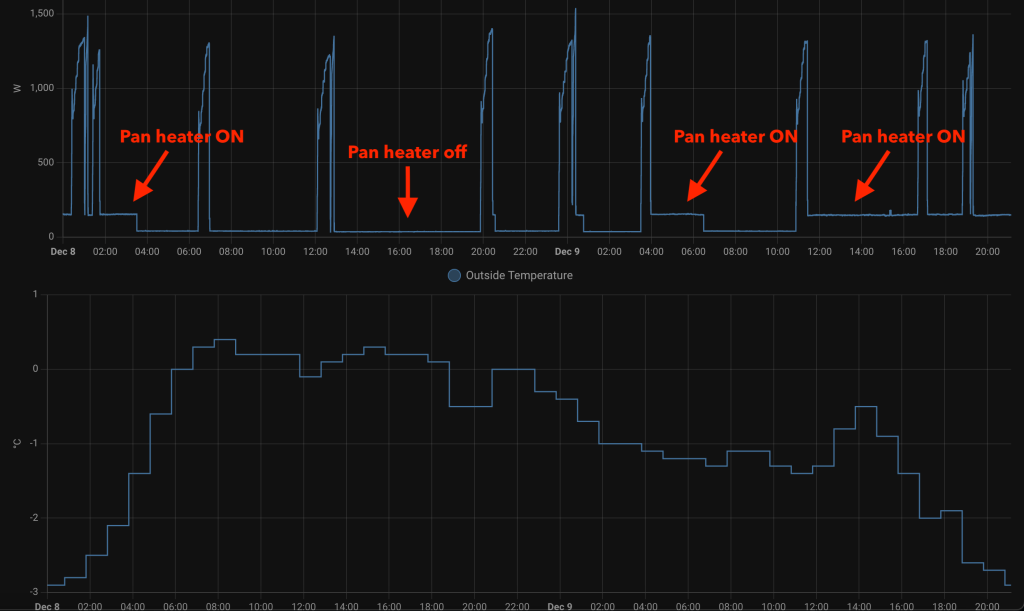 1,500
W
1,000
Pan heater ON
Pan heater off
Pan heater ON
Pan heater ON
500
0
Dec 8 02:00 04:00 06:00 08:00 10:00 12:00 14:00 16:00 18:00 20:00 22:00 Dec 9 02:00 04:00 06:00 08:00 10:00 12:00 14:00 16:00 18:00 20:00
Outside Temperature
1
0
°C
-1
-2
-3
Dec 8 02:00 04:00 06:00 08:00 10:00 12:00 14:00 16:00 18:00 20:00 22:00 Dec 9 02:00 04:00 06:00 08:00 10:00 12:00 14:00 16:00 18:00 20:00